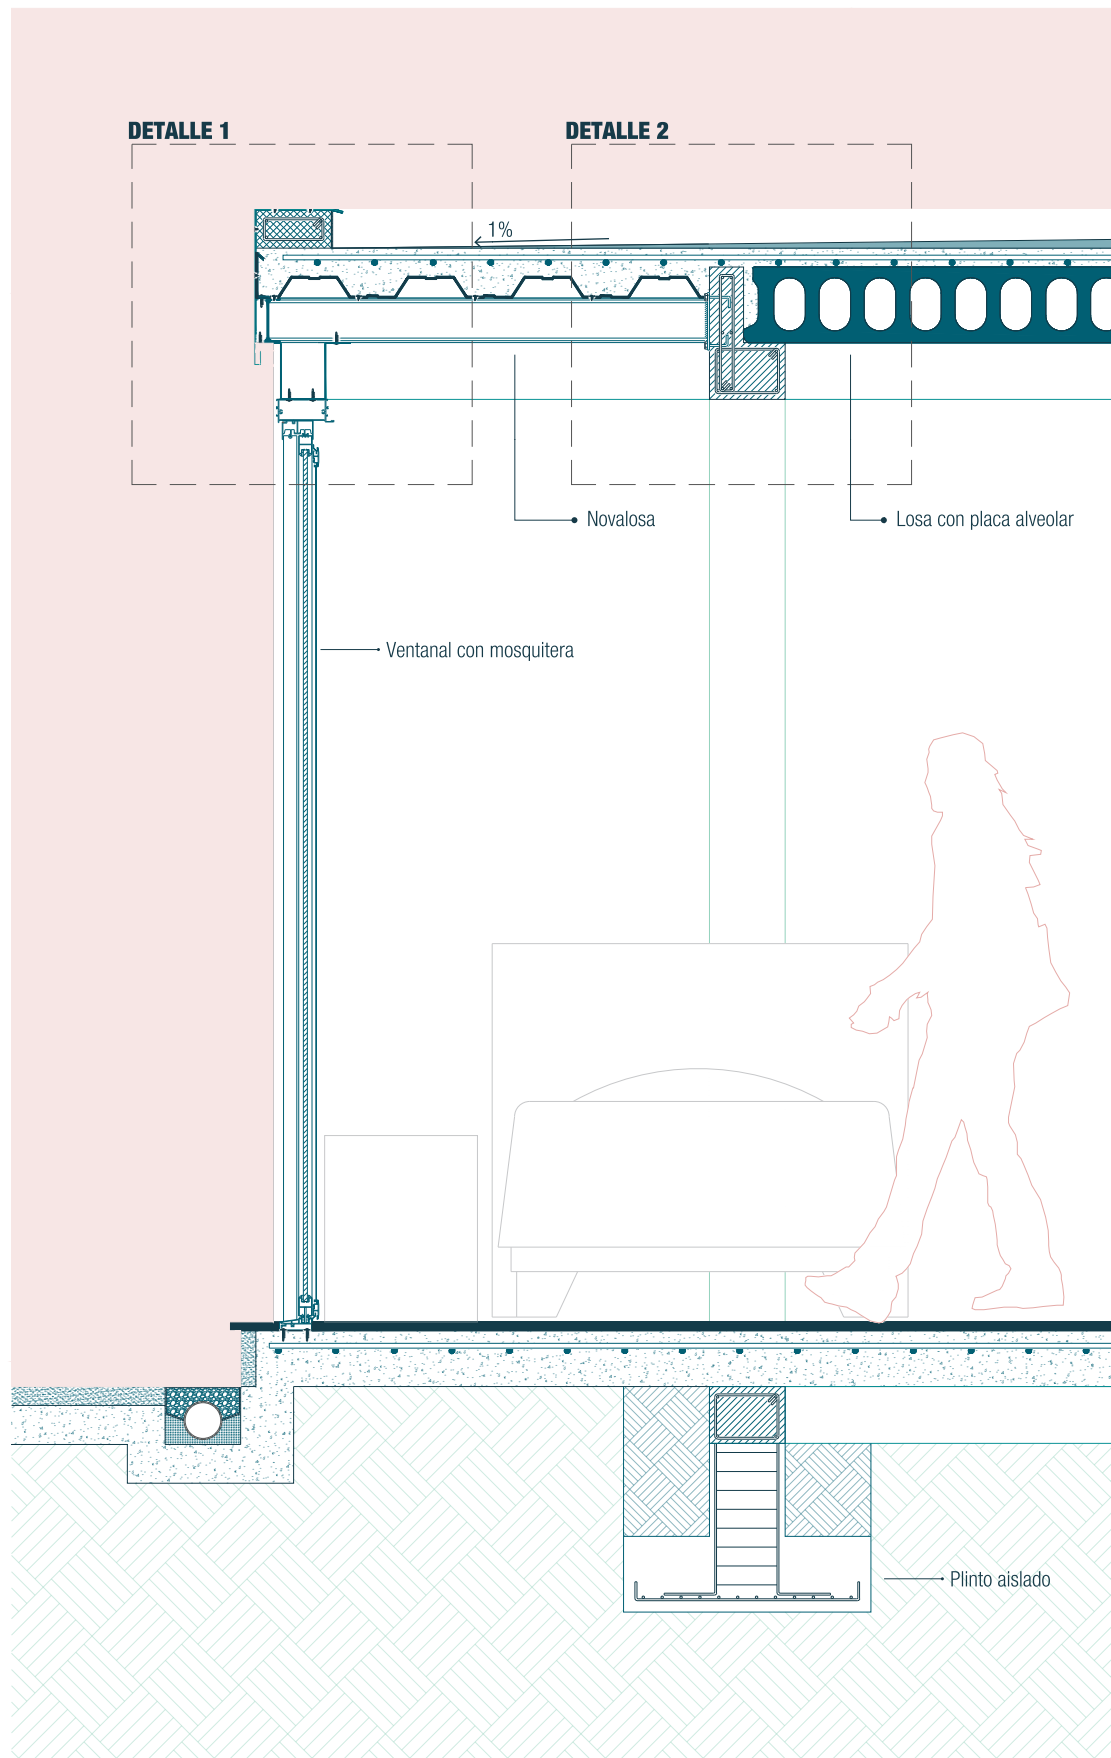 DETALLE 1
DETALLE 2
1%
Novalosa
Losa con placa alveolar
Ventanal con mosquitera
Plinto aislado